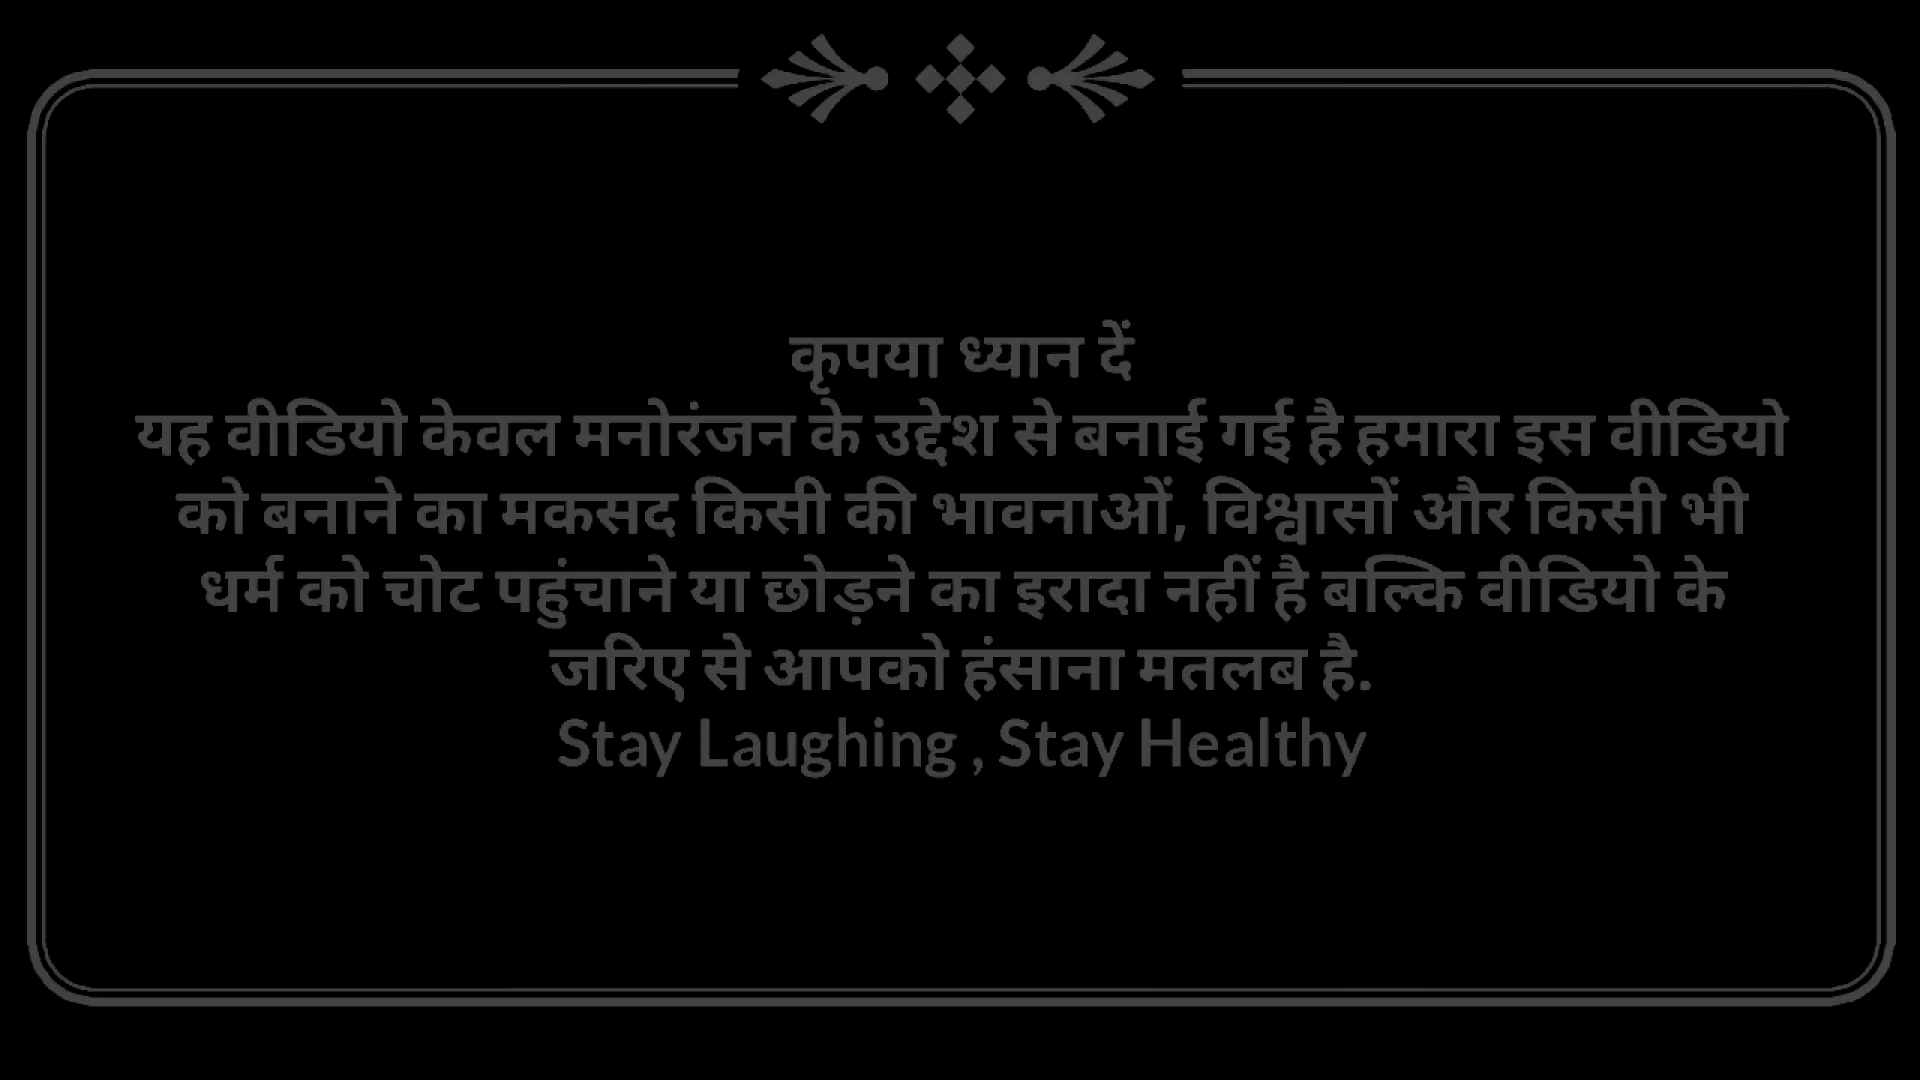 कृपया ध्यान दें
यह वीडियो केवल मनोरंजन के उद्देश से बनाई गई है हमारा इस वीडियो
को बनाने का मकसद किसी की भावनाओं, विश्वासों और किसी भी
धर्म को चोट पहुंचाने या छोड़ने का इरादा नहीं है बल्कि वीडियो के
जरिए से आपको हंसाना मतलब है.
Stay Laughing , Stay Healthy